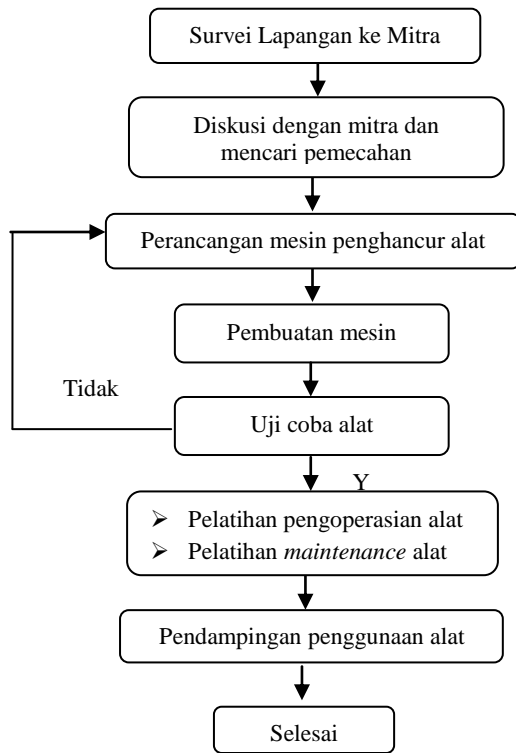 Survei Lapangan ke Mitra
Diskusi dengan mitra dan
mencari pemecahan
Perancangan mesin penghancur alat
Pembuatan mesin
Tidak
Uji coba alat
Y
➢ Pelatihan pengoperasian alat
➢ Pelatihan maintenance alat
Pendampingan penggunaan alat
Selesai